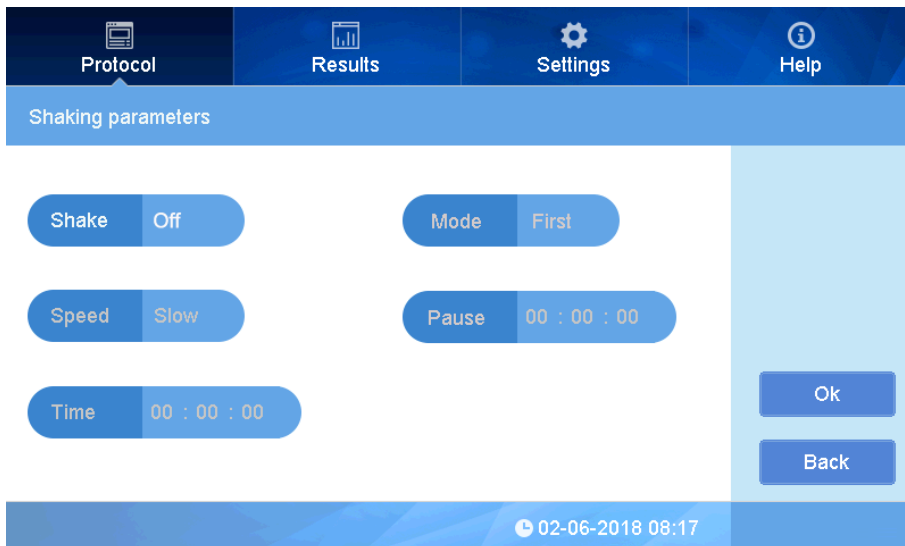 Protocol
Results
Settings
Help
Shaking parameters
Shake Off
Mode First
Speed Slow
Pause 00 : 00 : 00
Time 00 : 00 : 00
Ok
Back
02-06-2018 08:17